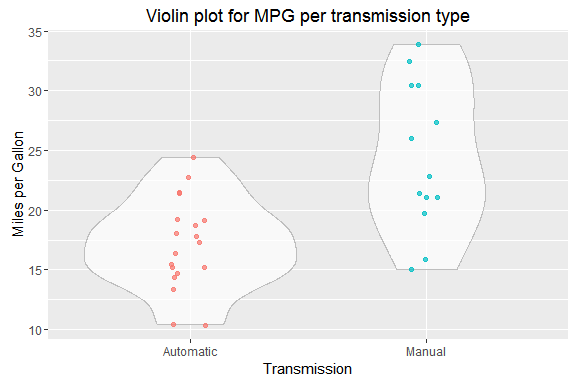 Violin plot for MPG per transmission type
Miles per Gallon
35
30
25
20
15
10
Automatic
Manual
Transmission